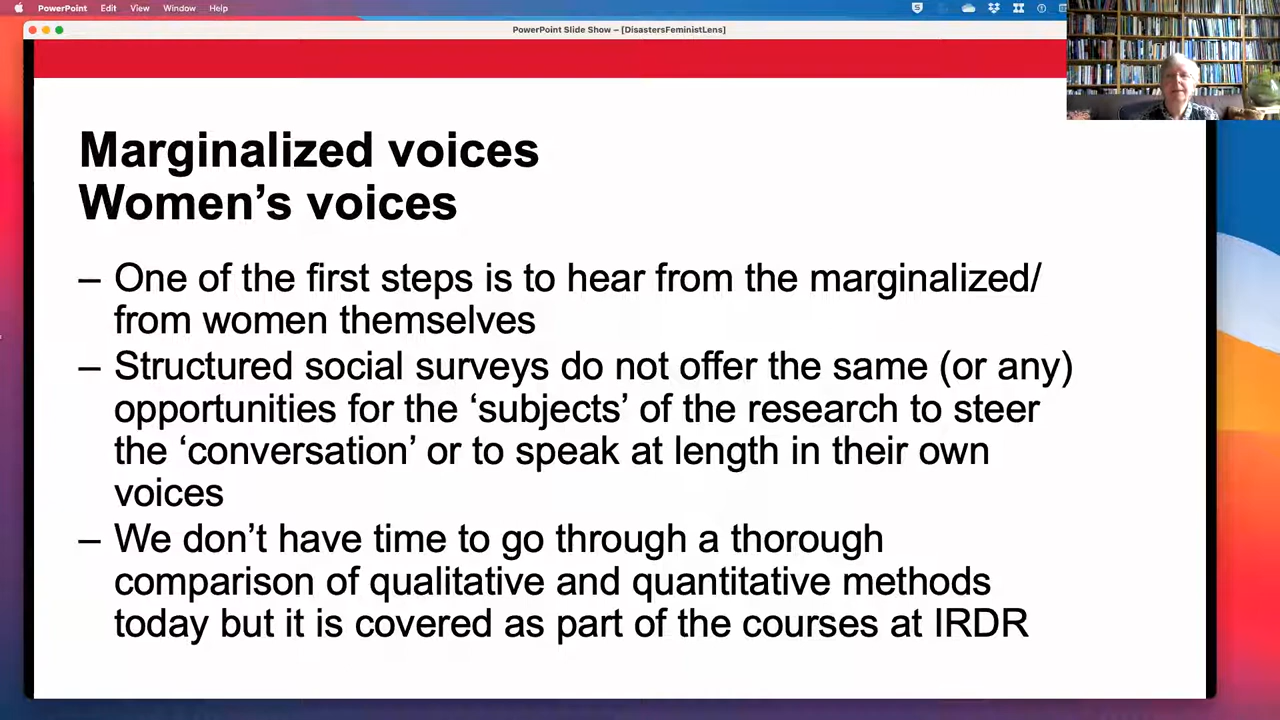 PowerPoint Edit View Window Help
PowerPoint Slide Show – [DisastersFeministLens]
Marginalized voices
Women’s voices
– One of the first steps is to hear from the marginalized/
from women themselves
– Structured social surveys do not offer the same (or any)
opportunities for the ‘subjects’ of the research to steer
the ‘conversation’ or to speak at length in their own
voices
– We don’t have time to go through a thorough
comparison of qualitative and quantitative methods
today but it is covered as part of the courses at IRDR